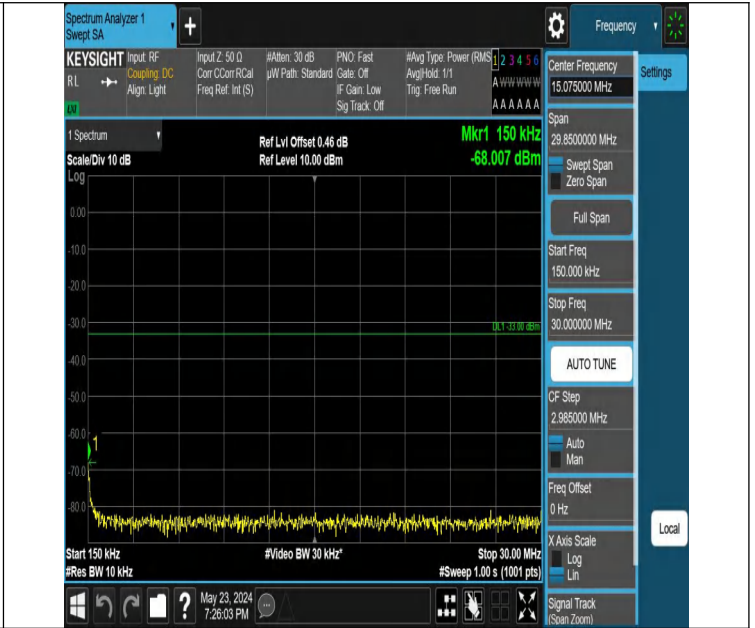 Spectrum Analyzer 1
Swept SA
Frequency
KEYSIGHT
RL
LXI
Input: RF
Coupling: DC
Align: Light
Input Z: 50 Ω
Corr CCorr RCal
Freq Ref: Int (S)
#Atten: 30 dB
µW Path: Standard
PNO: Fast
Gate: Off
IF Gain: Low
Sig Track: Off
#Avg Type: Power (RMS
Avg|Hold: 1/1
Trig: Free Run
1 2 3 4 5 6
A W W W W W
A A A A A A
1 Spectrum
Scale/Div 10 dB
Ref Lvl Offset 0.46 dB
Ref Level 10.00 dBm
Mkr1 150 kHz
-68.007 dBm
Log
0.00
-10.0
-20.0
-30.0
DL1 -33.00 dBm
-40.0
-50.0
-60.0
1
-70.0
-80.0
Start 150 kHz
#Video BW 30 kHz*
Stop 30.00 MHz
#Res BW 10 kHz
#Sweep 1.00 s (1001 pts)
May 23, 2024
7:26:03 PM
?
Center Frequency
15.075000 MHz
Settings
Span
29.8500000 MHz
Swept Span
Zero Span
Full Span
Start Freq
150.000 kHz
Stop Freq
30.000000 MHz
AUTO TUNE
CF Step
2.985000 MHz
Auto
Man
Freq Offset
0 Hz
Local
X Axis Scale
Log
Lin
Signal Track
(Span Zoom)